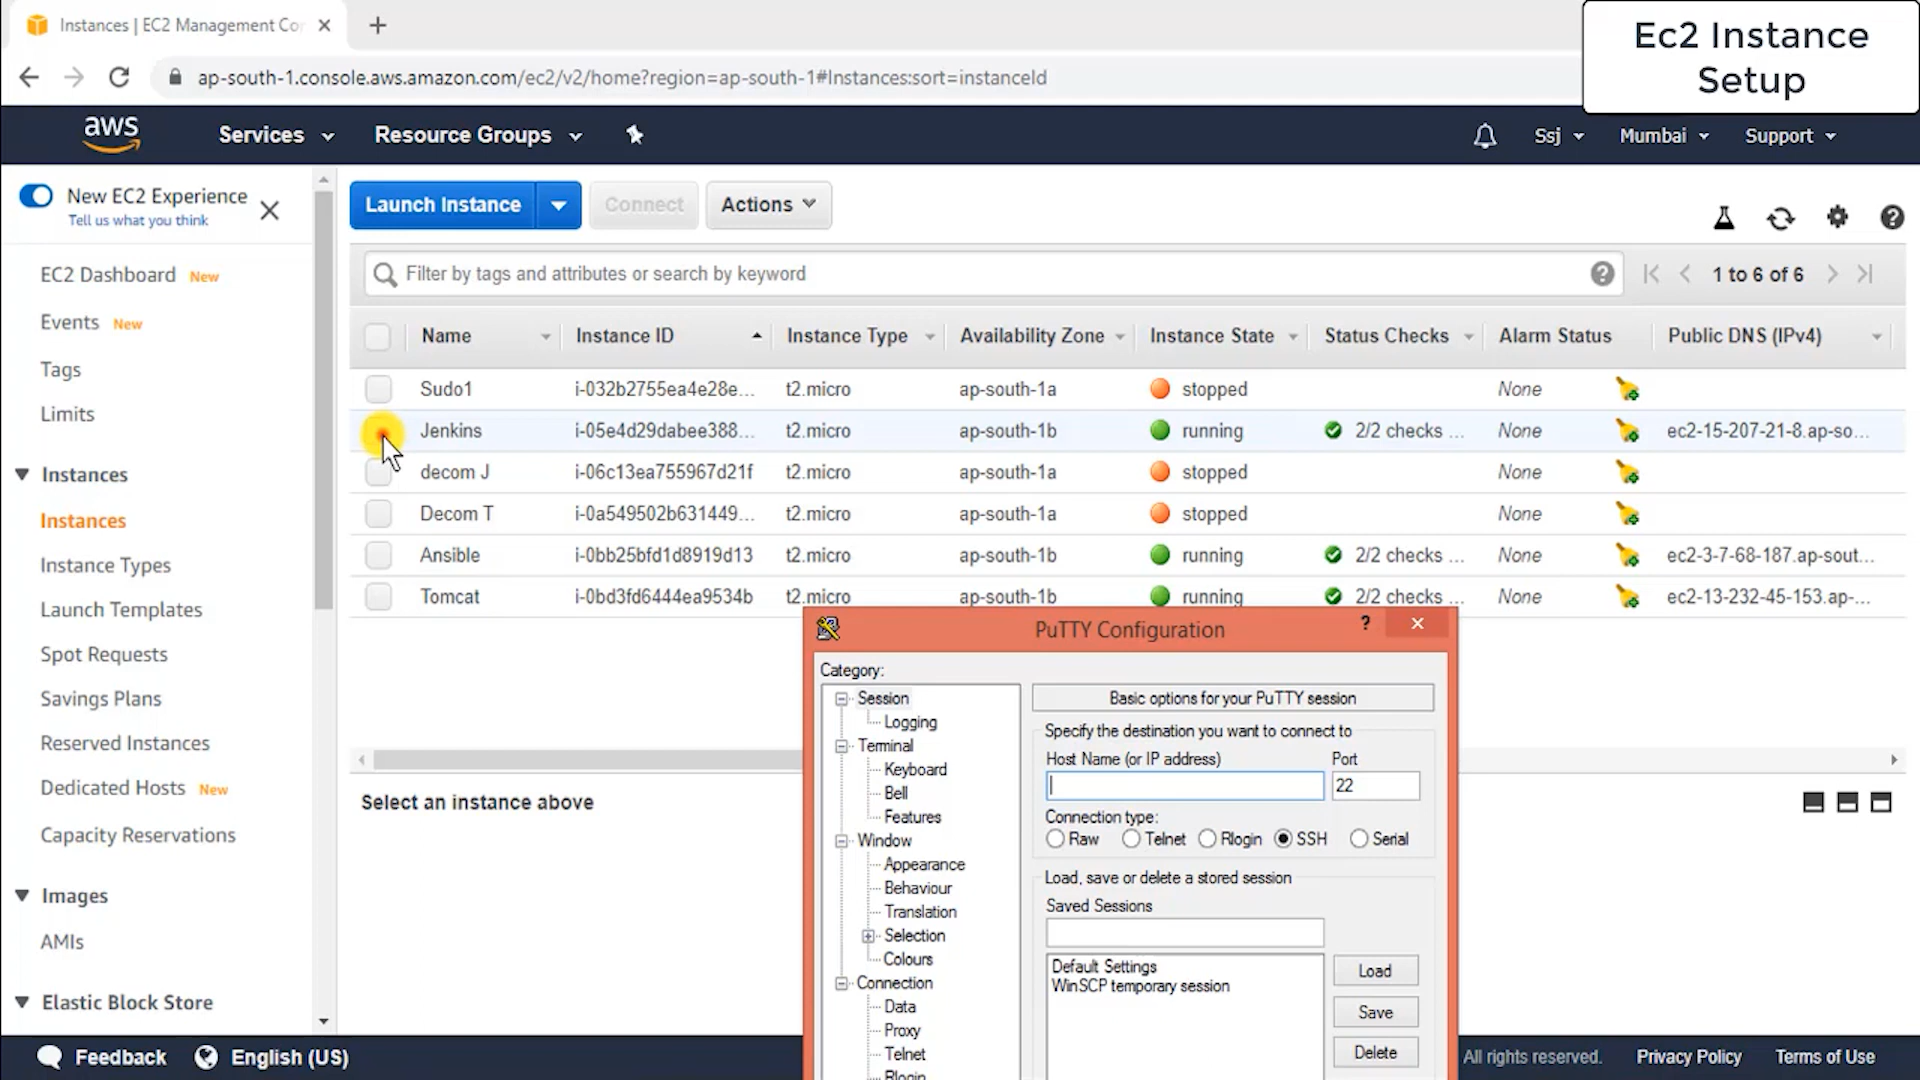 Instances | EC2 Management Co
Ec2 Instance
Setup
ap-south-1.console.aws.amazon.com/ec2/v2/home?region=ap-south-1#Instances:sort=instanceId
aws
Services
Resource Groups
Ssj
Mumbai
Support
New EC2 Experience
Tell us what you think
Launch Instance
Connect
Actions
EC2 Dashboard New
Events New
Tags
Limits
Instances
Instances
Instance Types
Launch Templates
Spot Requests
Savings Plans
Reserved Instances
Dedicated Hosts New
Capacity Reservations
Images
AMIs
Elastic Block Store
Filter by tags and attributes or search by keyword
1 to 6 of 6
Name Instance ID Instance Type Availability Zone Instance State Status Checks Alarm Status Public DNS (IPv4)
Sudo1 i-032b2755ea4e28e... t2.micro ap-south-1a stopped None
Jenkins i-05e4d29dabee388... t2.micro ap-south-1b running 2/2 checks ... None ec2-15-207-21-8.ap-so...
decom J i-06c13ea755967d21f t2.micro ap-south-1a stopped None
Decom T i-0a549502b631449... t2.micro ap-south-1a stopped None
Ansible i-0bb25bfd1d8919d13 t2.micro ap-south-1b running 2/2 checks ... None ec2-3-7-68-187.ap-sout...
Tomcat i-0bd3fd6444ea9534b t2.micro ap-south-1b running 2/2 checks ... None ec2-13-232-45-153.ap-...
Select an instance above
PuTTY Configuration
?
Category:
Session
Logging
Terminal
Keyboard
Bell
Features
Window
Appearance
Behaviour
Translation
Selection
Colours
Connection
Data
Proxy
Telnet
Rlogin
Basic options for your PuTTY session
Specify the destination you want to connect to
Host Name (or IP address) Port
22
Connection type:
Raw Telnet Rlogin SSH Serial
Load, save or delete a stored session
Saved Sessions
Default Settings
WinSCP temporary session
Load
Save
Delete
Feedback
English (US)
All rights reserved.
Privacy Policy
Terms of Use